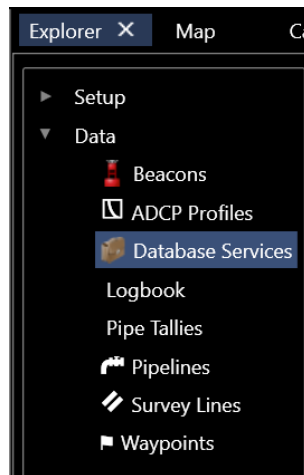 Explorer Map
Setup
Data
Beacons
ADCP Profiles
Database Services
Logbook
Pipe Tallies
Pipelines
Survey Lines
Waypoints